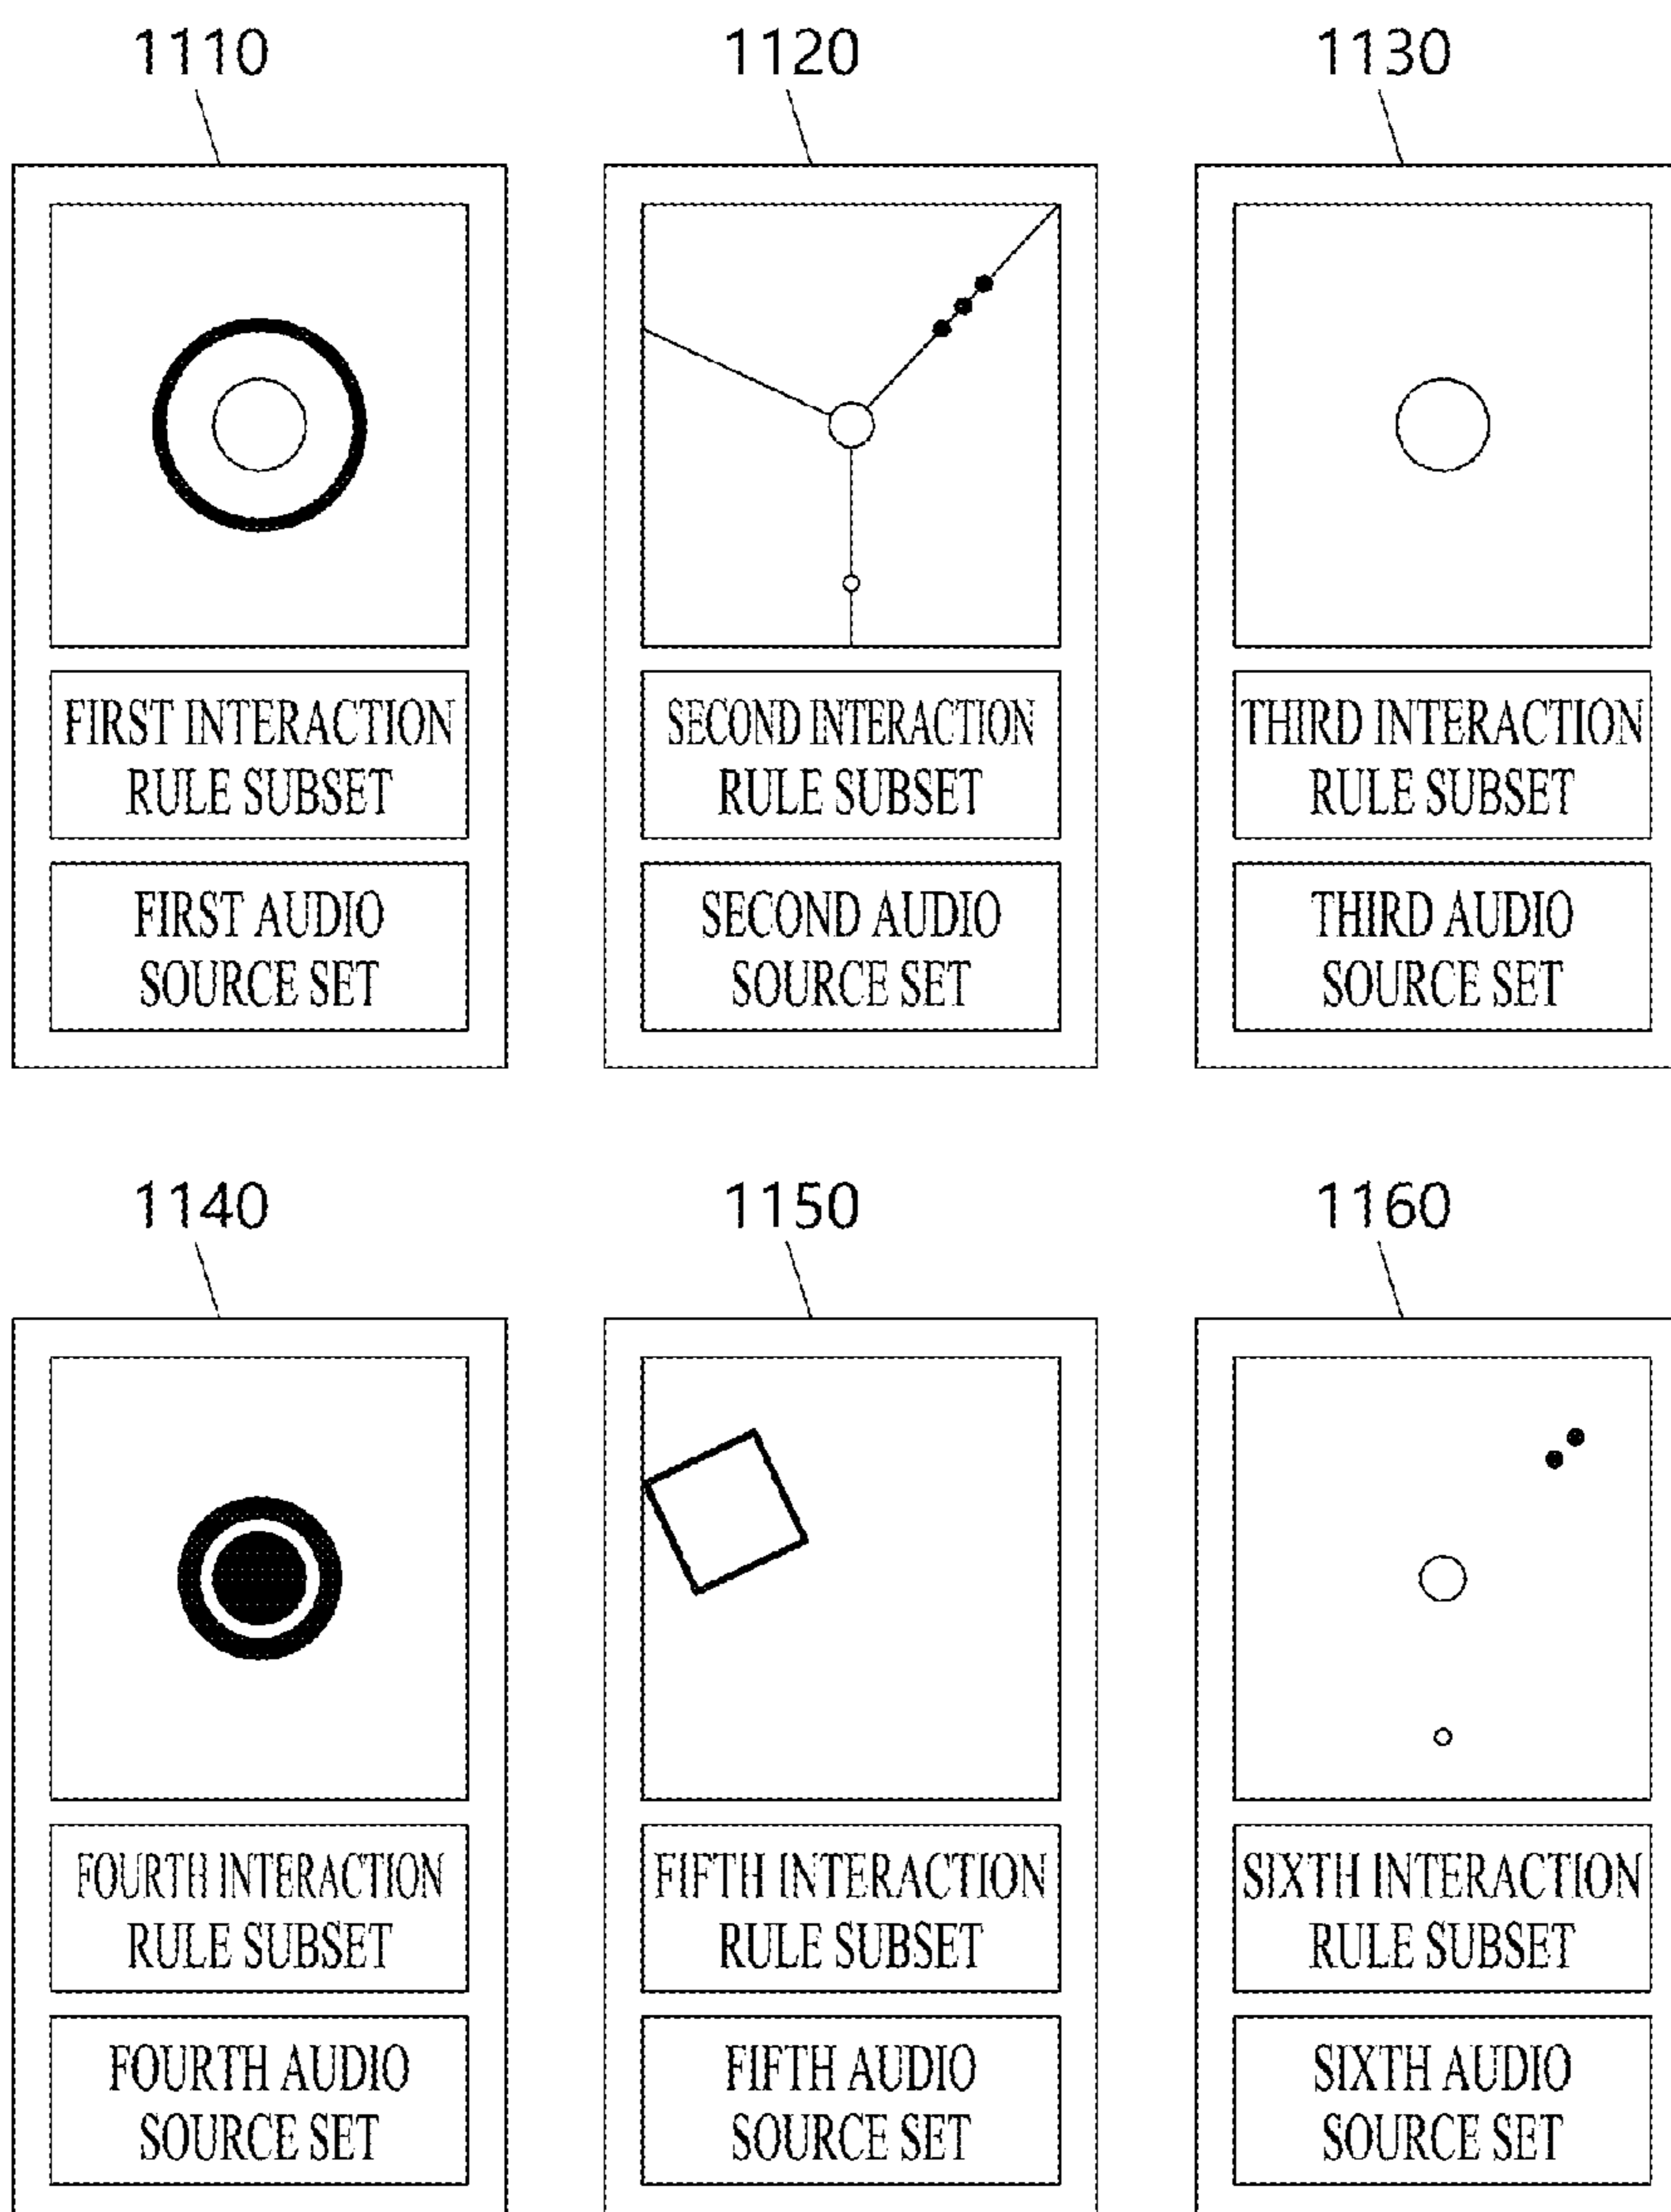 1110
1120
1130
FIRST INTERACTION
RULE SUBSET
FIRST AUDIO
SOURCE SET
SECOND INTERACTION
RULE SUBSET
SECOND AUDIO
SOURCE SET
THIRD INTERACTION
RULE SUBSET
THIRD AUDIO
SOURCE SET
1140
1150
1160
FOURTH INTERACTION
RULE SUBSET
FOURTH AUDIO
SOURCE SET
FIFTH INTERACTION
RULE SUBSET
FIFTH AUDIO
SOURCE SET
SIXTH INTERACTION
RULE SUBSET
SIXTH AUDIO
SOURCE SET